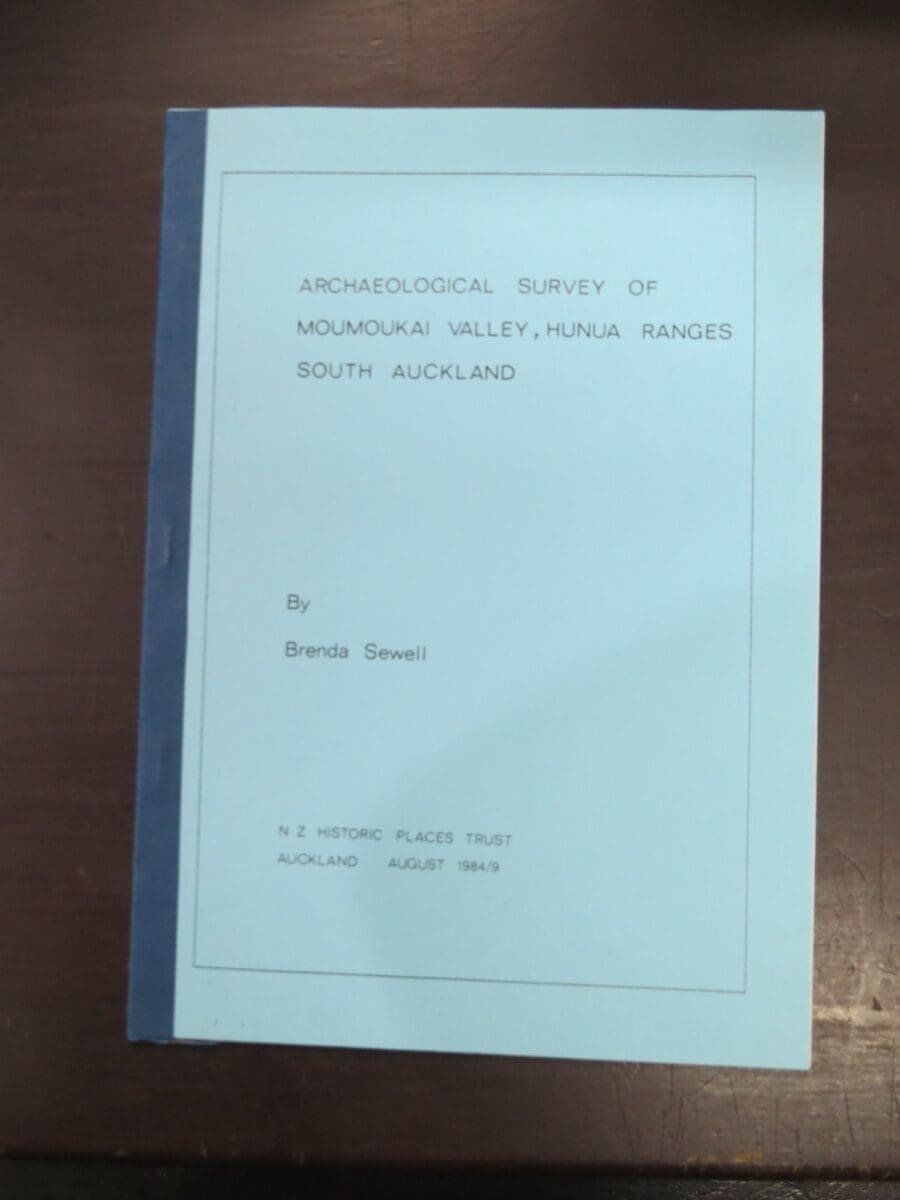 ARCHAEOLOGICAL SURVEY OF
MOUMOUKAI VALLEY, HUNUA RANGES
SOUTH AUCKLAND
By
Brenda Sewell
N Z HISTORIC PLACES TRUST
AUCKLAND AUGUST 1984/9